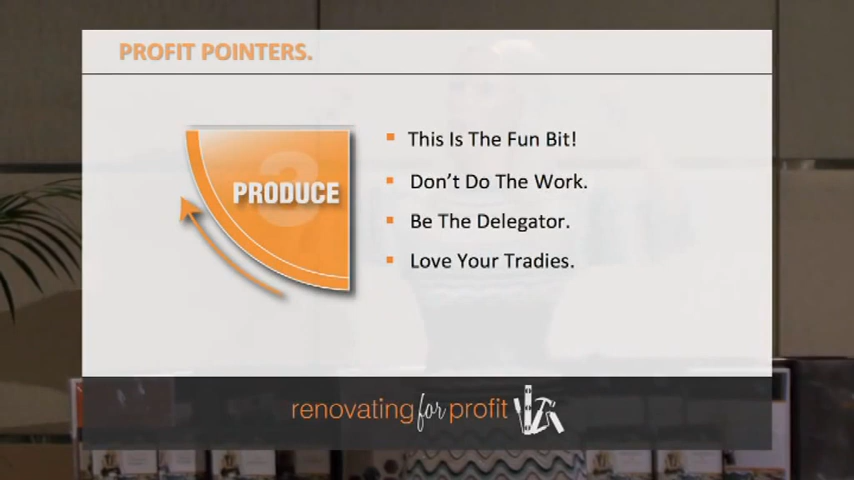 PROFIT POINTERS.
3
PRODUCE
This Is The Fun Bit!
Don't Do The Work.
Be The Delegator.
Love Your Tradies.
renovating for profit